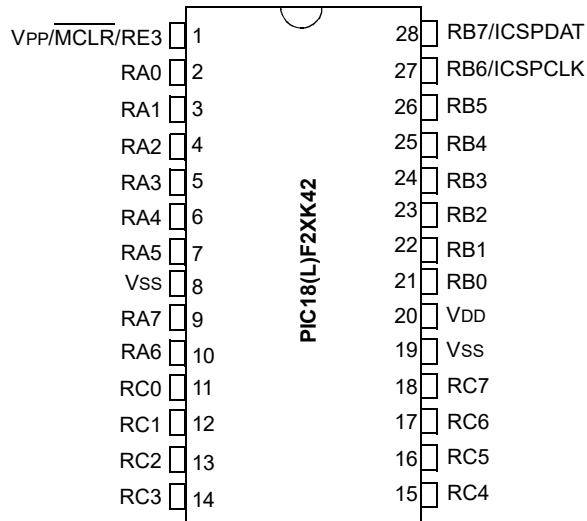 VPP/MCLR/RE3 1 28 RB7/ICSPDAT
RA0 2 27 RB6/ICSPCLK
RA1 3 26 RB5
RA2 4 25 RB4
RA3 5 24 RB3
RA4 6 23 RB2
RA5 7 22 RB1
VSS 8 21 RB0
RA7 9 20 VDD
RA6 10 19 VSS
RC0 11 18 RC7
RC1 12 17 RC6
RC2 13 16 RC5
RC3 14 15 RC4
PIC18(L)F2XK42